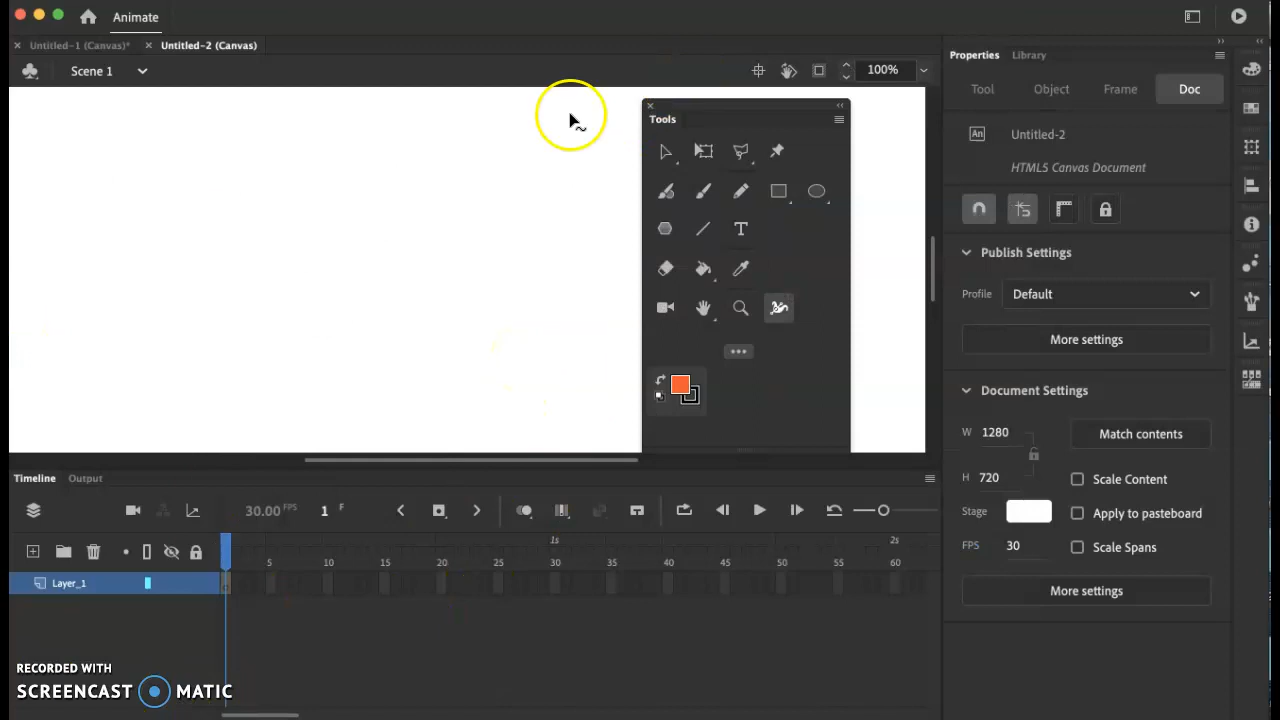 Animate
Untitled-1 (Canvas)*
Untitled-2 (Canvas)
Scene 1
100%
Tools
T
Properties
Library
Tool
Object
Frame
Doc
An
Untitled-2
HTML5 Canvas Document
Publish Settings
Profile
Default
More settings
Document Settings
W 1280
Match contents
H 720
Scale Content
Stage
Apply to pasteboard
FPS 30
Scale Spans
More settings
Timeline
Output
30.00 FPS
1 F
1s
2s
5 10 15 20 25 30 35 40 45 50 55 60
Layer_1
RECORDED WITH
SCREENCAST MATIC